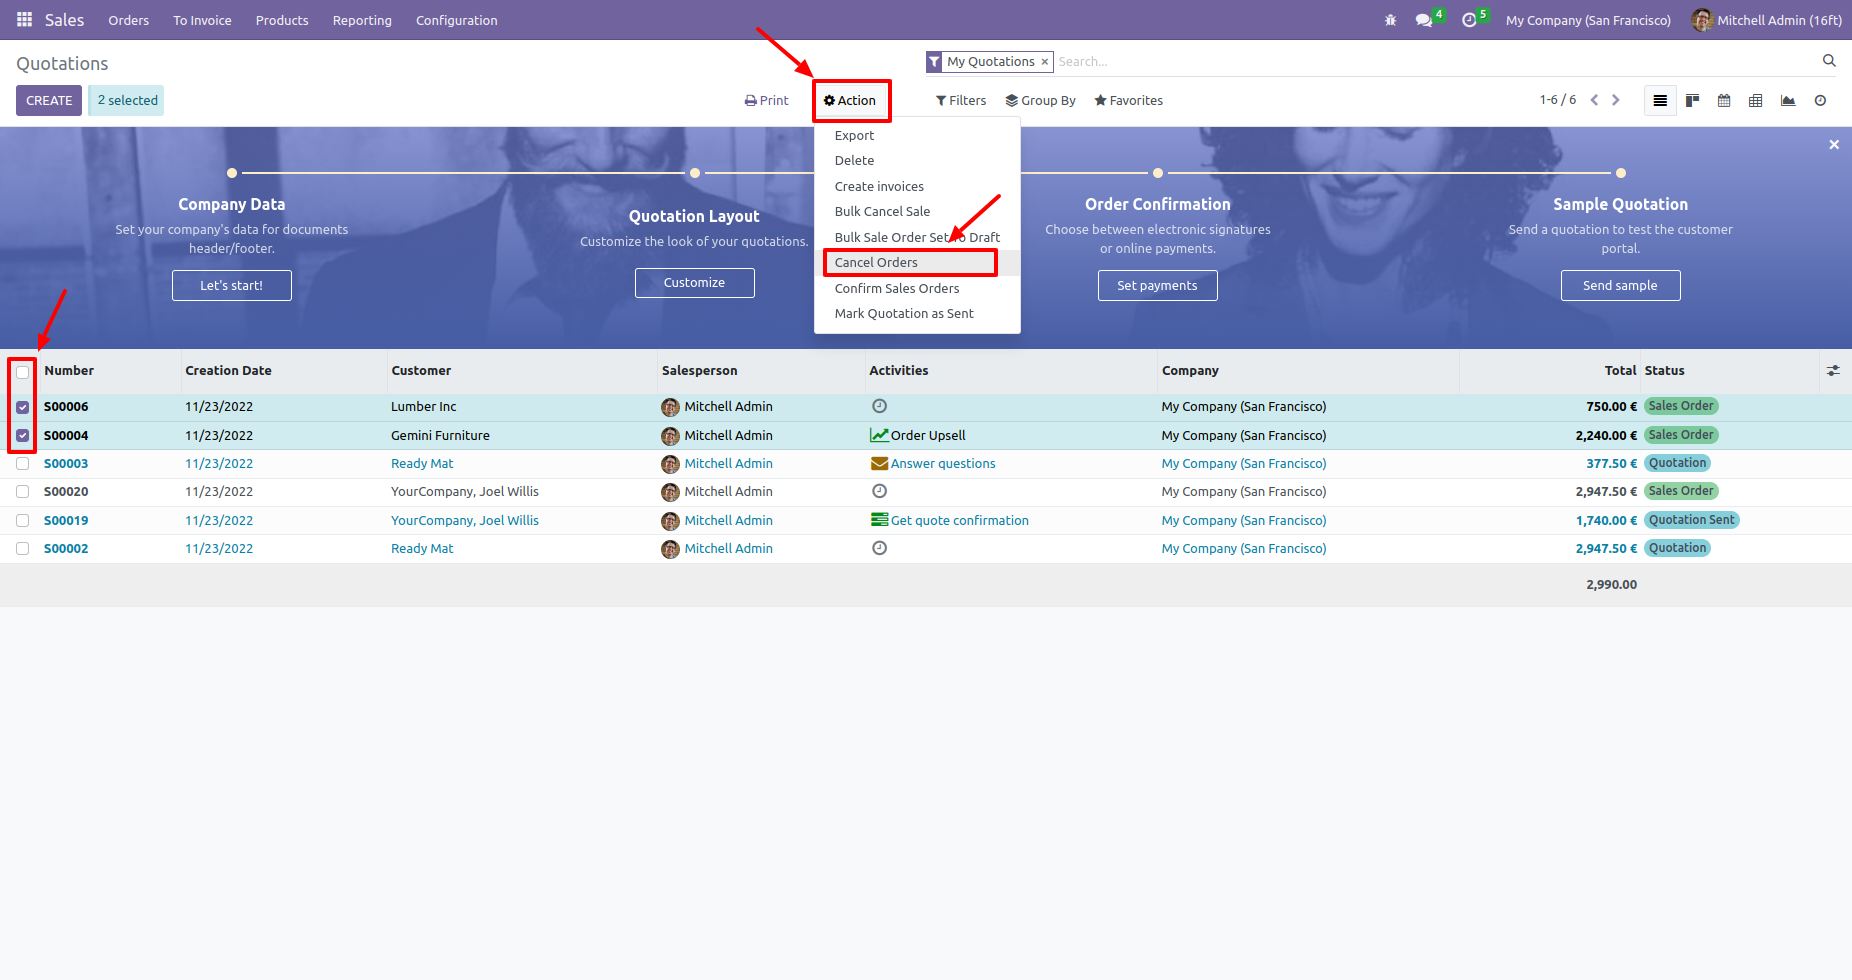 Sales Orders To Invoice Products Reporting Configuration 4 5 My Company (San Francisco) Mitchell Admin (16ft)
Quotations My Quotations × Search...
CREATE 2 selected Print Action Filters Group By Favorites 1-6 / 6
Export
Delete
Create invoices
Bulk Cancel Sale
Bulk Sale Order Set To Draft
Cancel Orders
Confirm Sales Orders
Mark Quotation as Sent
Company Data
Set your company's data for documents
header/footer.
Let's start!
Quotation Layout
Customize the look of your quotations.
Customize
Order Confirmation
Choose between electronic signatures
or online payments.
Set payments
Sample Quotation
Send a quotation to test the customer
portal.
Send sample
Number Creation Date Customer Salesperson Activities Company Total Status
S00006 11/23/2022 Lumber Inc Mitchell Admin My Company (San Francisco) 750.00 € Sales Order
S00004 11/23/2022 Gemini Furniture Mitchell Admin Order Upsell My Company (San Francisco) 2,240.00 € Sales Order
S00003 11/23/2022 Ready Mat Mitchell Admin Answer questions My Company (San Francisco) 377.50 € Quotation
S00020 11/23/2022 YourCompany, Joel Willis Mitchell Admin My Company (San Francisco) 2,947.50 € Sales Order
S00019 11/23/2022 YourCompany, Joel Willis Mitchell Admin Get quote confirmation My Company (San Francisco) 1,740.00 € Quotation Sent
S00002 11/23/2022 Ready Mat Mitchell Admin My Company (San Francisco) 2,947.50 € Quotation
2,990.00